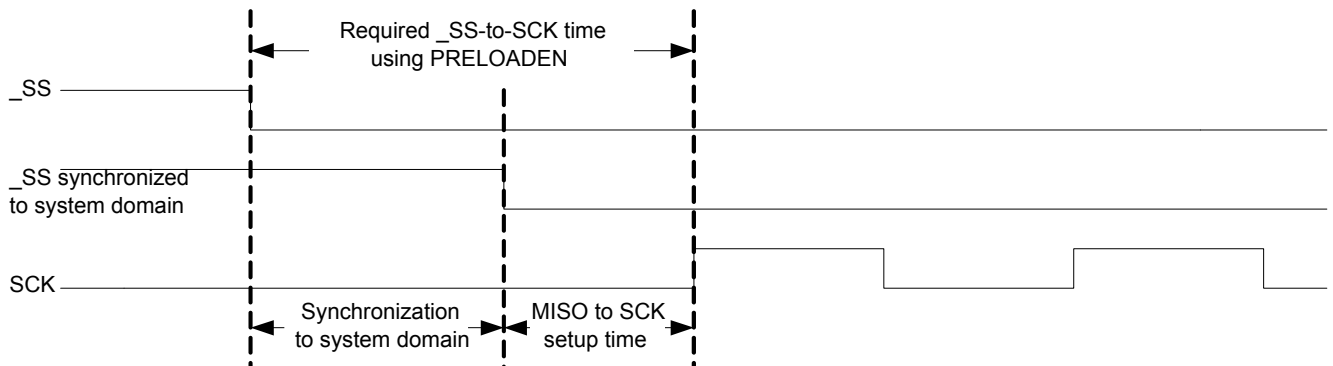 Required _SS-to-SCK time
using PRELOADEN
_SS
_SS synchronized
to system domain
SCK
Synchronization
to system domain
MISO to SCK
setup time